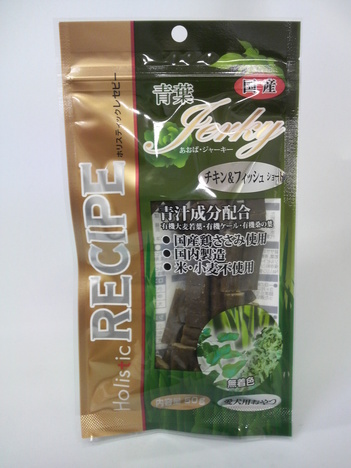 Holistic RECIPE
ホリスティックレセピー
国産
青葉
Jerky
あおば・ジャーキー
チキン&フィッシュ ショート
青汁成分配合
有機大麦若葉・有機ケール・有機桑の葉
●国産鶏ささみ使用
●国内製造
●米・小麦不使用
無着色
愛犬用おやつ